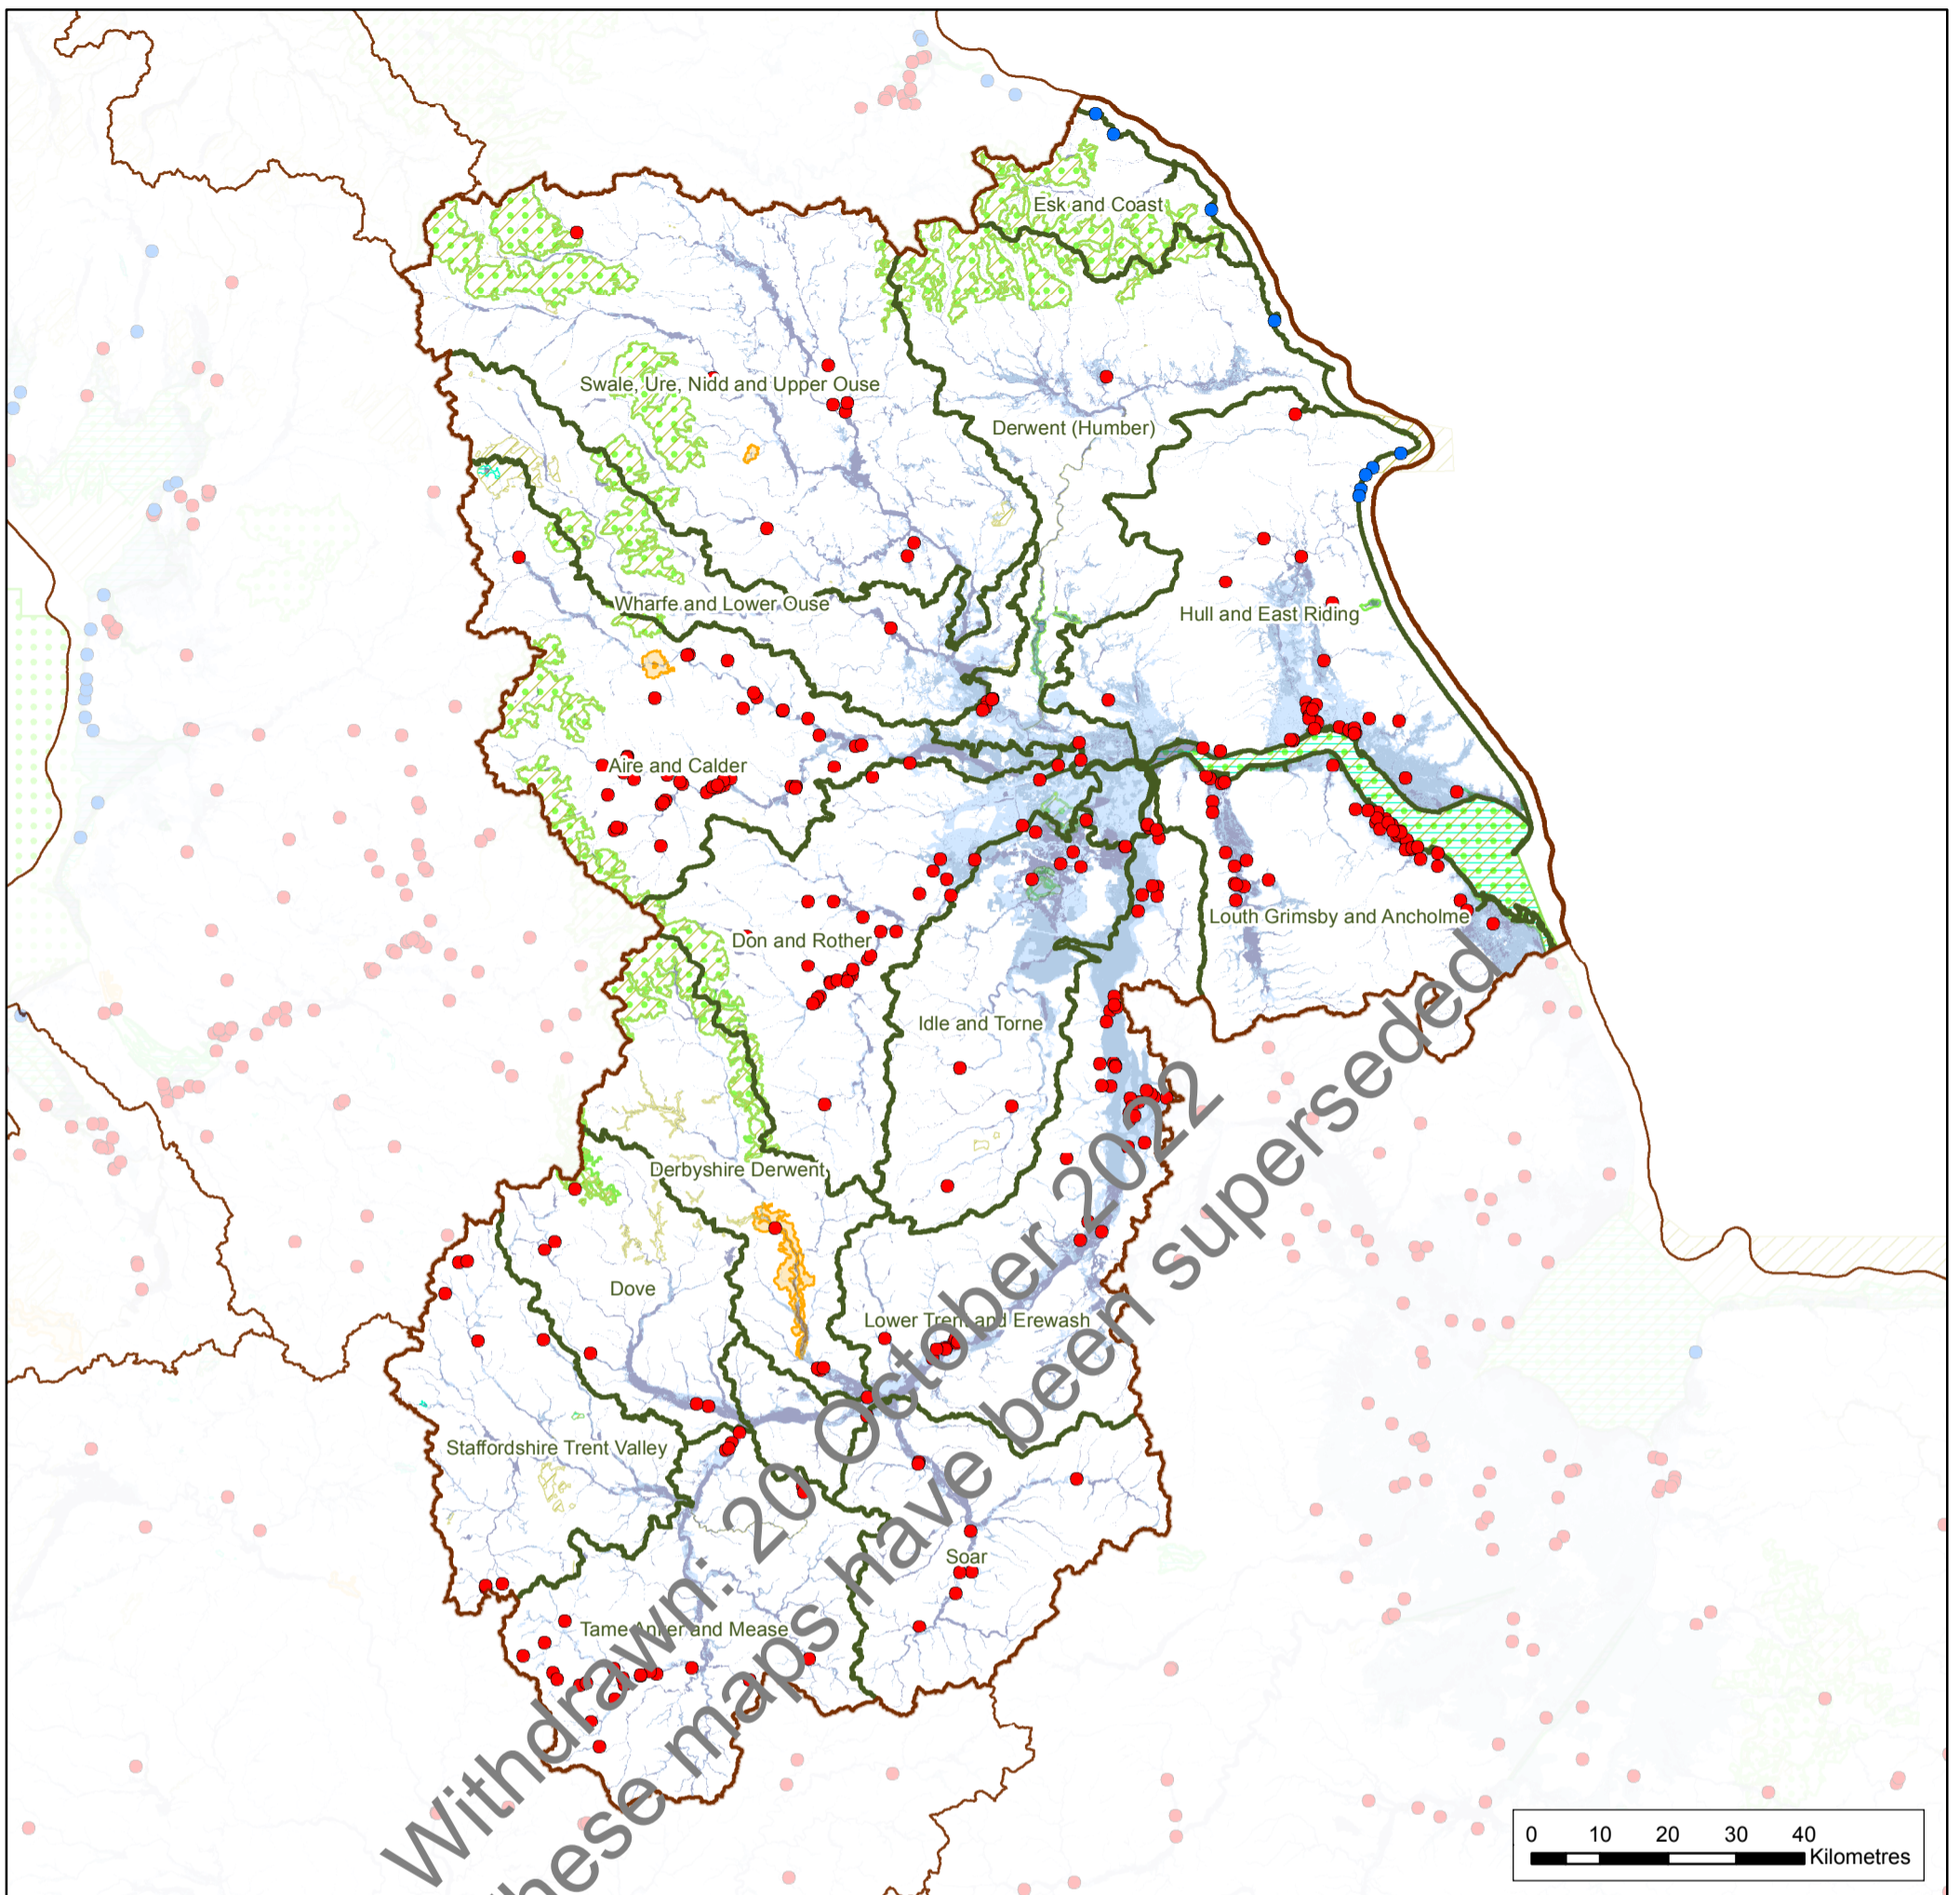 Esk and Coast
Swale, Ure, Nidd and Upper Ouse
Derwent (Humber)
Wharfe and Lower Ouse
Hull and East Riding
Aire and Calder
Louth Grimsby and Ancholme
Don and Rother
Idle and Torne
Derbyshire Derwent
Dove
Lower Trent and Erewash
Staffordshire Trent Valley
Soar
Tame Anker and Mease
Withdrawn: 20 October 2022
These maps have been superseded
0 10 20 30 40
Kilometres